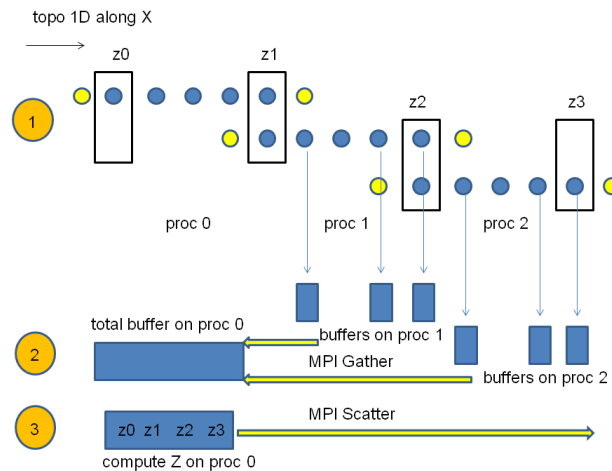 topo 1D along X
z0
z1
z2
z3
1
proc 0
proc 1
proc 2
total buffer on proc 0
buffers on proc 1
2
MPI Gather
buffers on proc 2
3
MPI Scatter
z0 z1 z2 z3
compute Z on proc 0